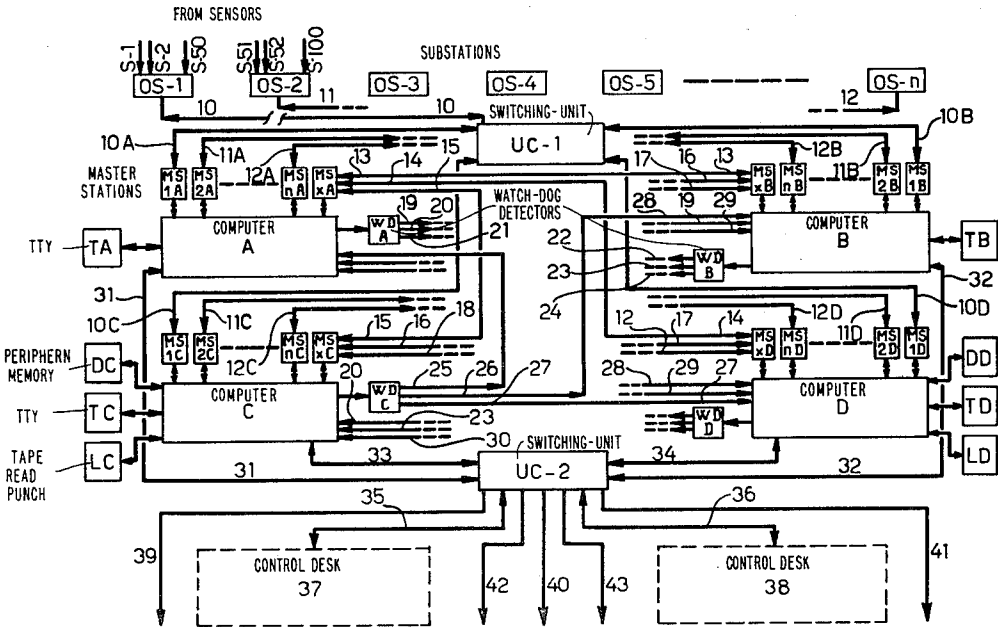 FROM SENSORS
S-1 S-2 S-50 S-51 S-52 S-100
SUBSTATIONS
OS-1 OS-2 OS-3 OS-4 OS-5 OS-n
10 11 10 12
SWITCHING-UNIT
UC-1
10A 11A 12A 13 14 15 17 16 13 12B 11B 10B
MASTER STATIONS
MS 1A MS 2A MS nA MS xA
MS xB MS nB MS 2B MS 1B
COMPUTER A
WD A
19 20 21
WATCH-DOG DETECTORS
28 19 29
COMPUTER B
TTY TA
TB
22 23 24
WD B
31 32
10C 11C 12C 15 16 18
12 17 14 12D 11D 10D
MS 1C MS 2C MS nC MS xC
MS xD MS nD MS 2D MS 1D
PERIPHERN MEMORY
DC
DD
COMPUTER C
WD C
25 26 27
28 29 27
COMPUTER D
TTY
TC
TD
20 23 30
WD D
TAPE READ PUNCH
LC
LD
SWITCHING-UNIT
UC-2
31 33 34 32
35 36
39 42 40 43 41
CONTROL DESK
37
CONTROL DESK
38